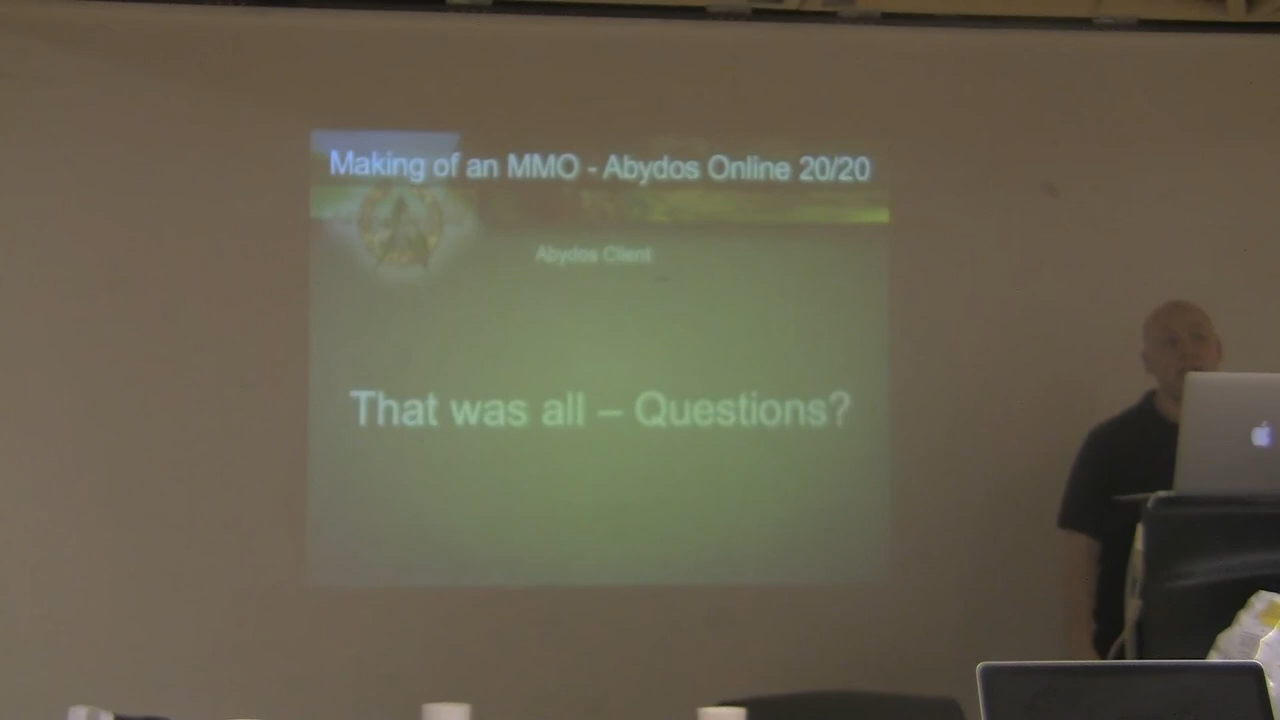 Making of an MMO - Abydos Online 20/20
Abydos Client
That was all – Questions?